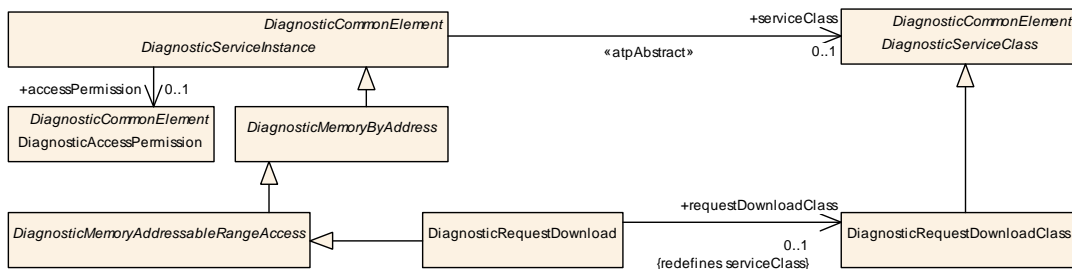 DiagnosticCommonElement
DiagnosticServiceInstance
+serviceClass
«atpAbstract»
0..1
DiagnosticCommonElement
DiagnosticServiceClass
+accessPermission
0..1
DiagnosticCommonElement
DiagnosticAccessPermission
DiagnosticMemoryByAddress
DiagnosticMemoryAddressableRangeAccess
DiagnosticRequestDownload
+requestDownloadClass
0..1
{redefines serviceClass}
DiagnosticRequestDownloadClass